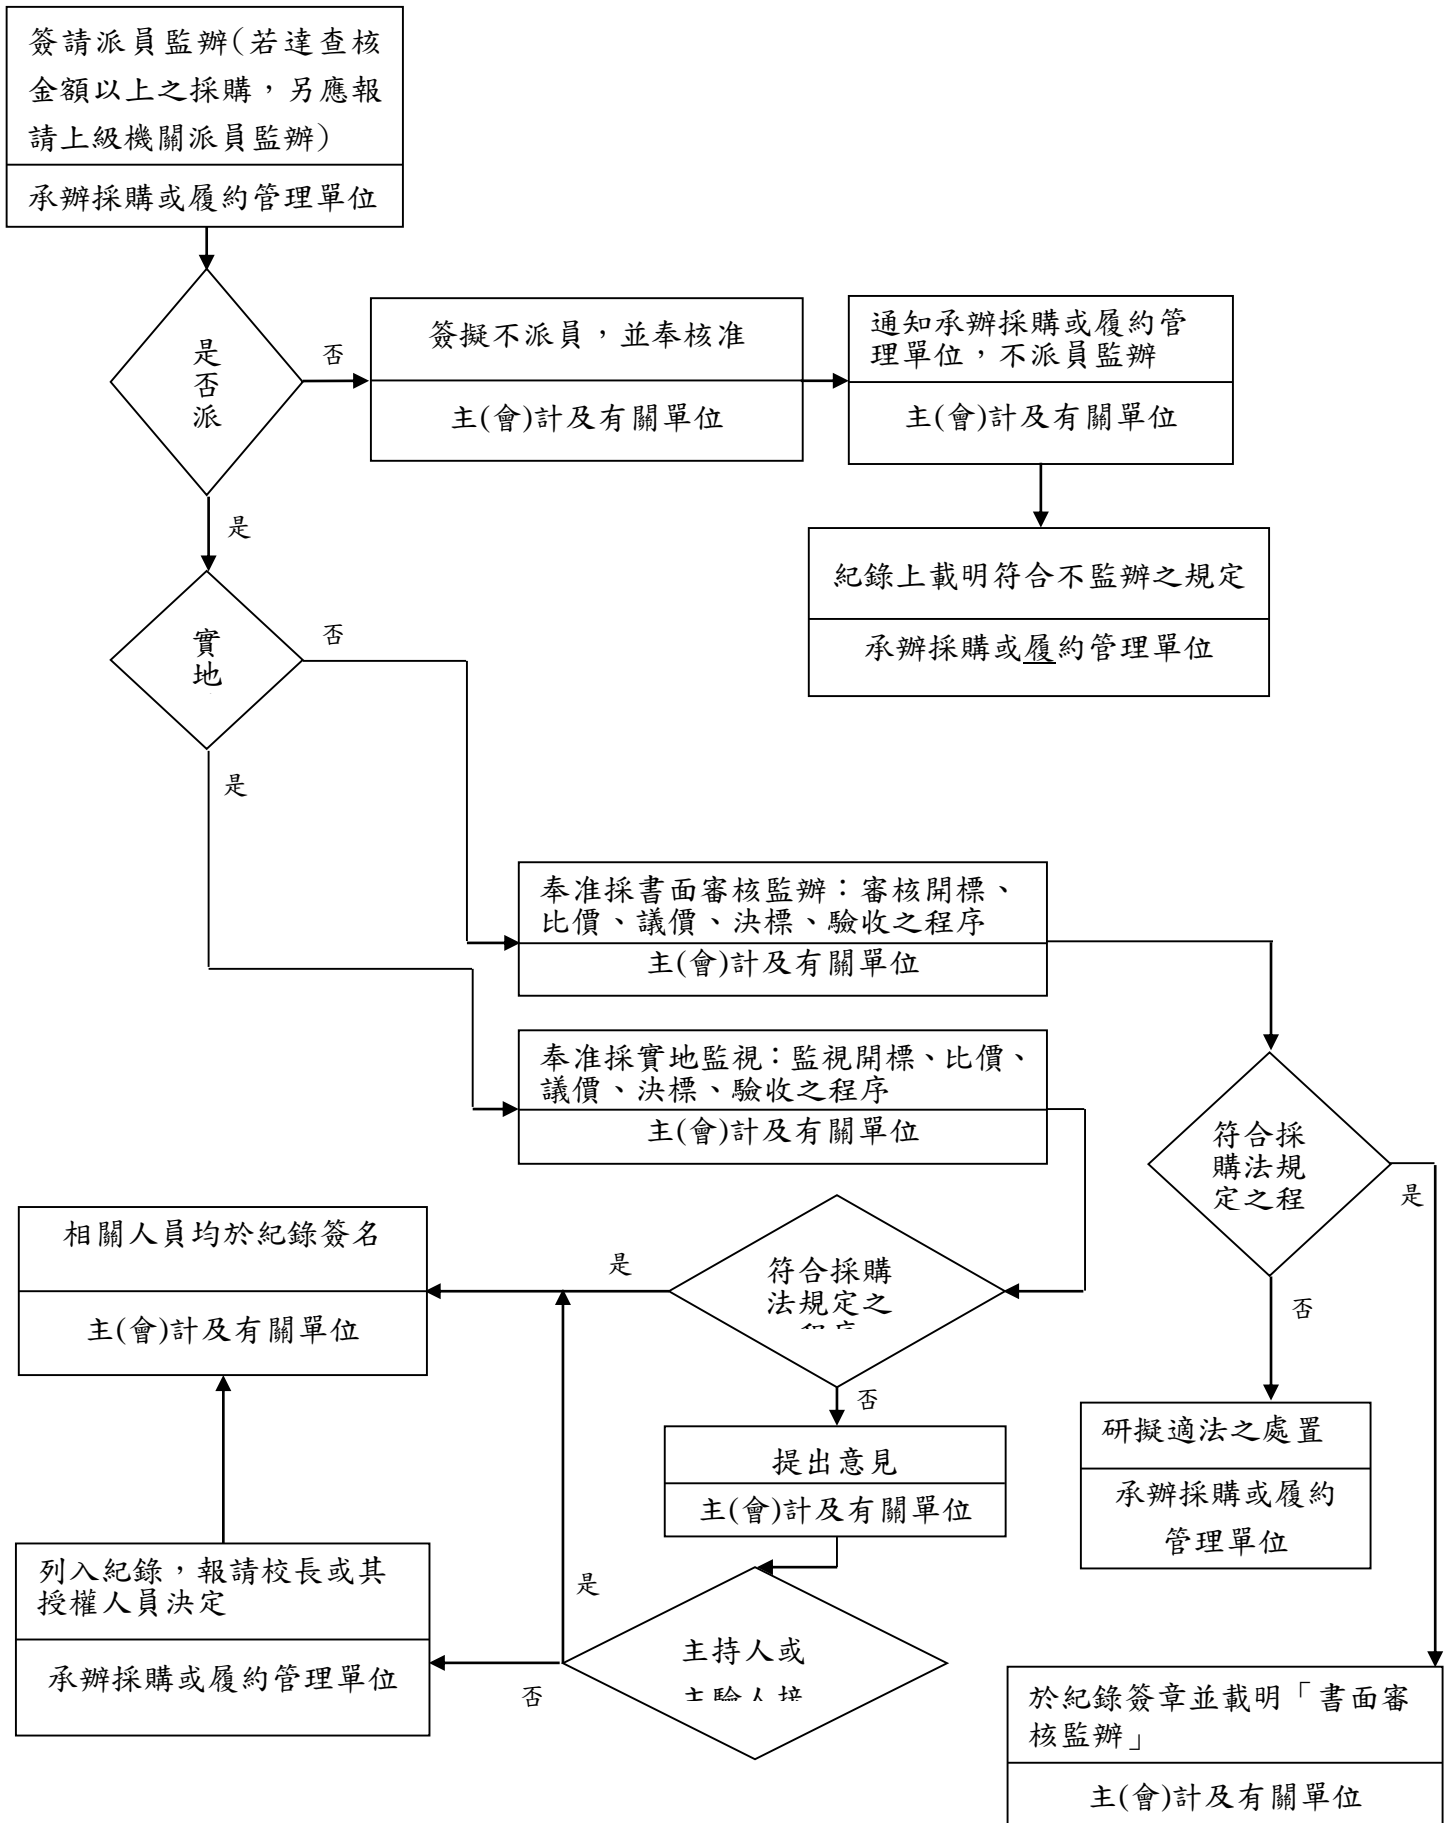 簽請派員監辦(若達查核
金額以上之採購，另應報
請上級機關派員監辦)
承辦採購或履約管理單位
是
否
派
否
簽擬不派員，並奉核准
主(會)計及有關單位
通知承辦採購或履約管
理單位，不派員監辦
主(會)計及有關單位
是
紀錄上載明符合不監辦之規定
承辦採購或履約管理單位
實
地
否
是
奉准採書面審核監辦：審核開標、
比價、議價、決標、驗收之程序
主(會)計及有關單位
奉准採實地監視：監視開標、比價、
議價、決標、驗收之程序
主(會)計及有關單位
符合採
購法規
定之程
是
否
相關人員均於紀錄簽名
主(會)計及有關單位
是
符合採購
法規定之
程序
否
提出意見
主(會)計及有關單位
研擬適法之處置
承辦採購或履約
管理單位
列入紀錄，報請校長或其
授權人員決定
承辦採購或履約管理單位
是
否
主持人或
主驗人接
於紀錄簽章並載明「書面審
核監辦」
主(會)計及有關單位